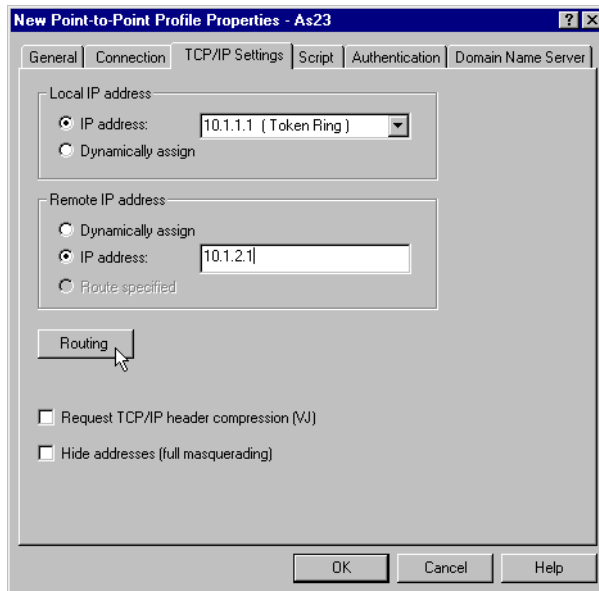 New Point-to-Point Profile Properties - As23
General Connection TCP/IP Settings Script Authentication Domain Name Server
Local IP address
IP address: 10.1.1.1 ( Token Ring )
Dynamically assign
Remote IP address
Dynamically assign
IP address: 10.1.2.1
Route specified
Routing
Request TCP/IP header compression (VJ)
Hide addresses (full masquerading)
OK Cancel Help